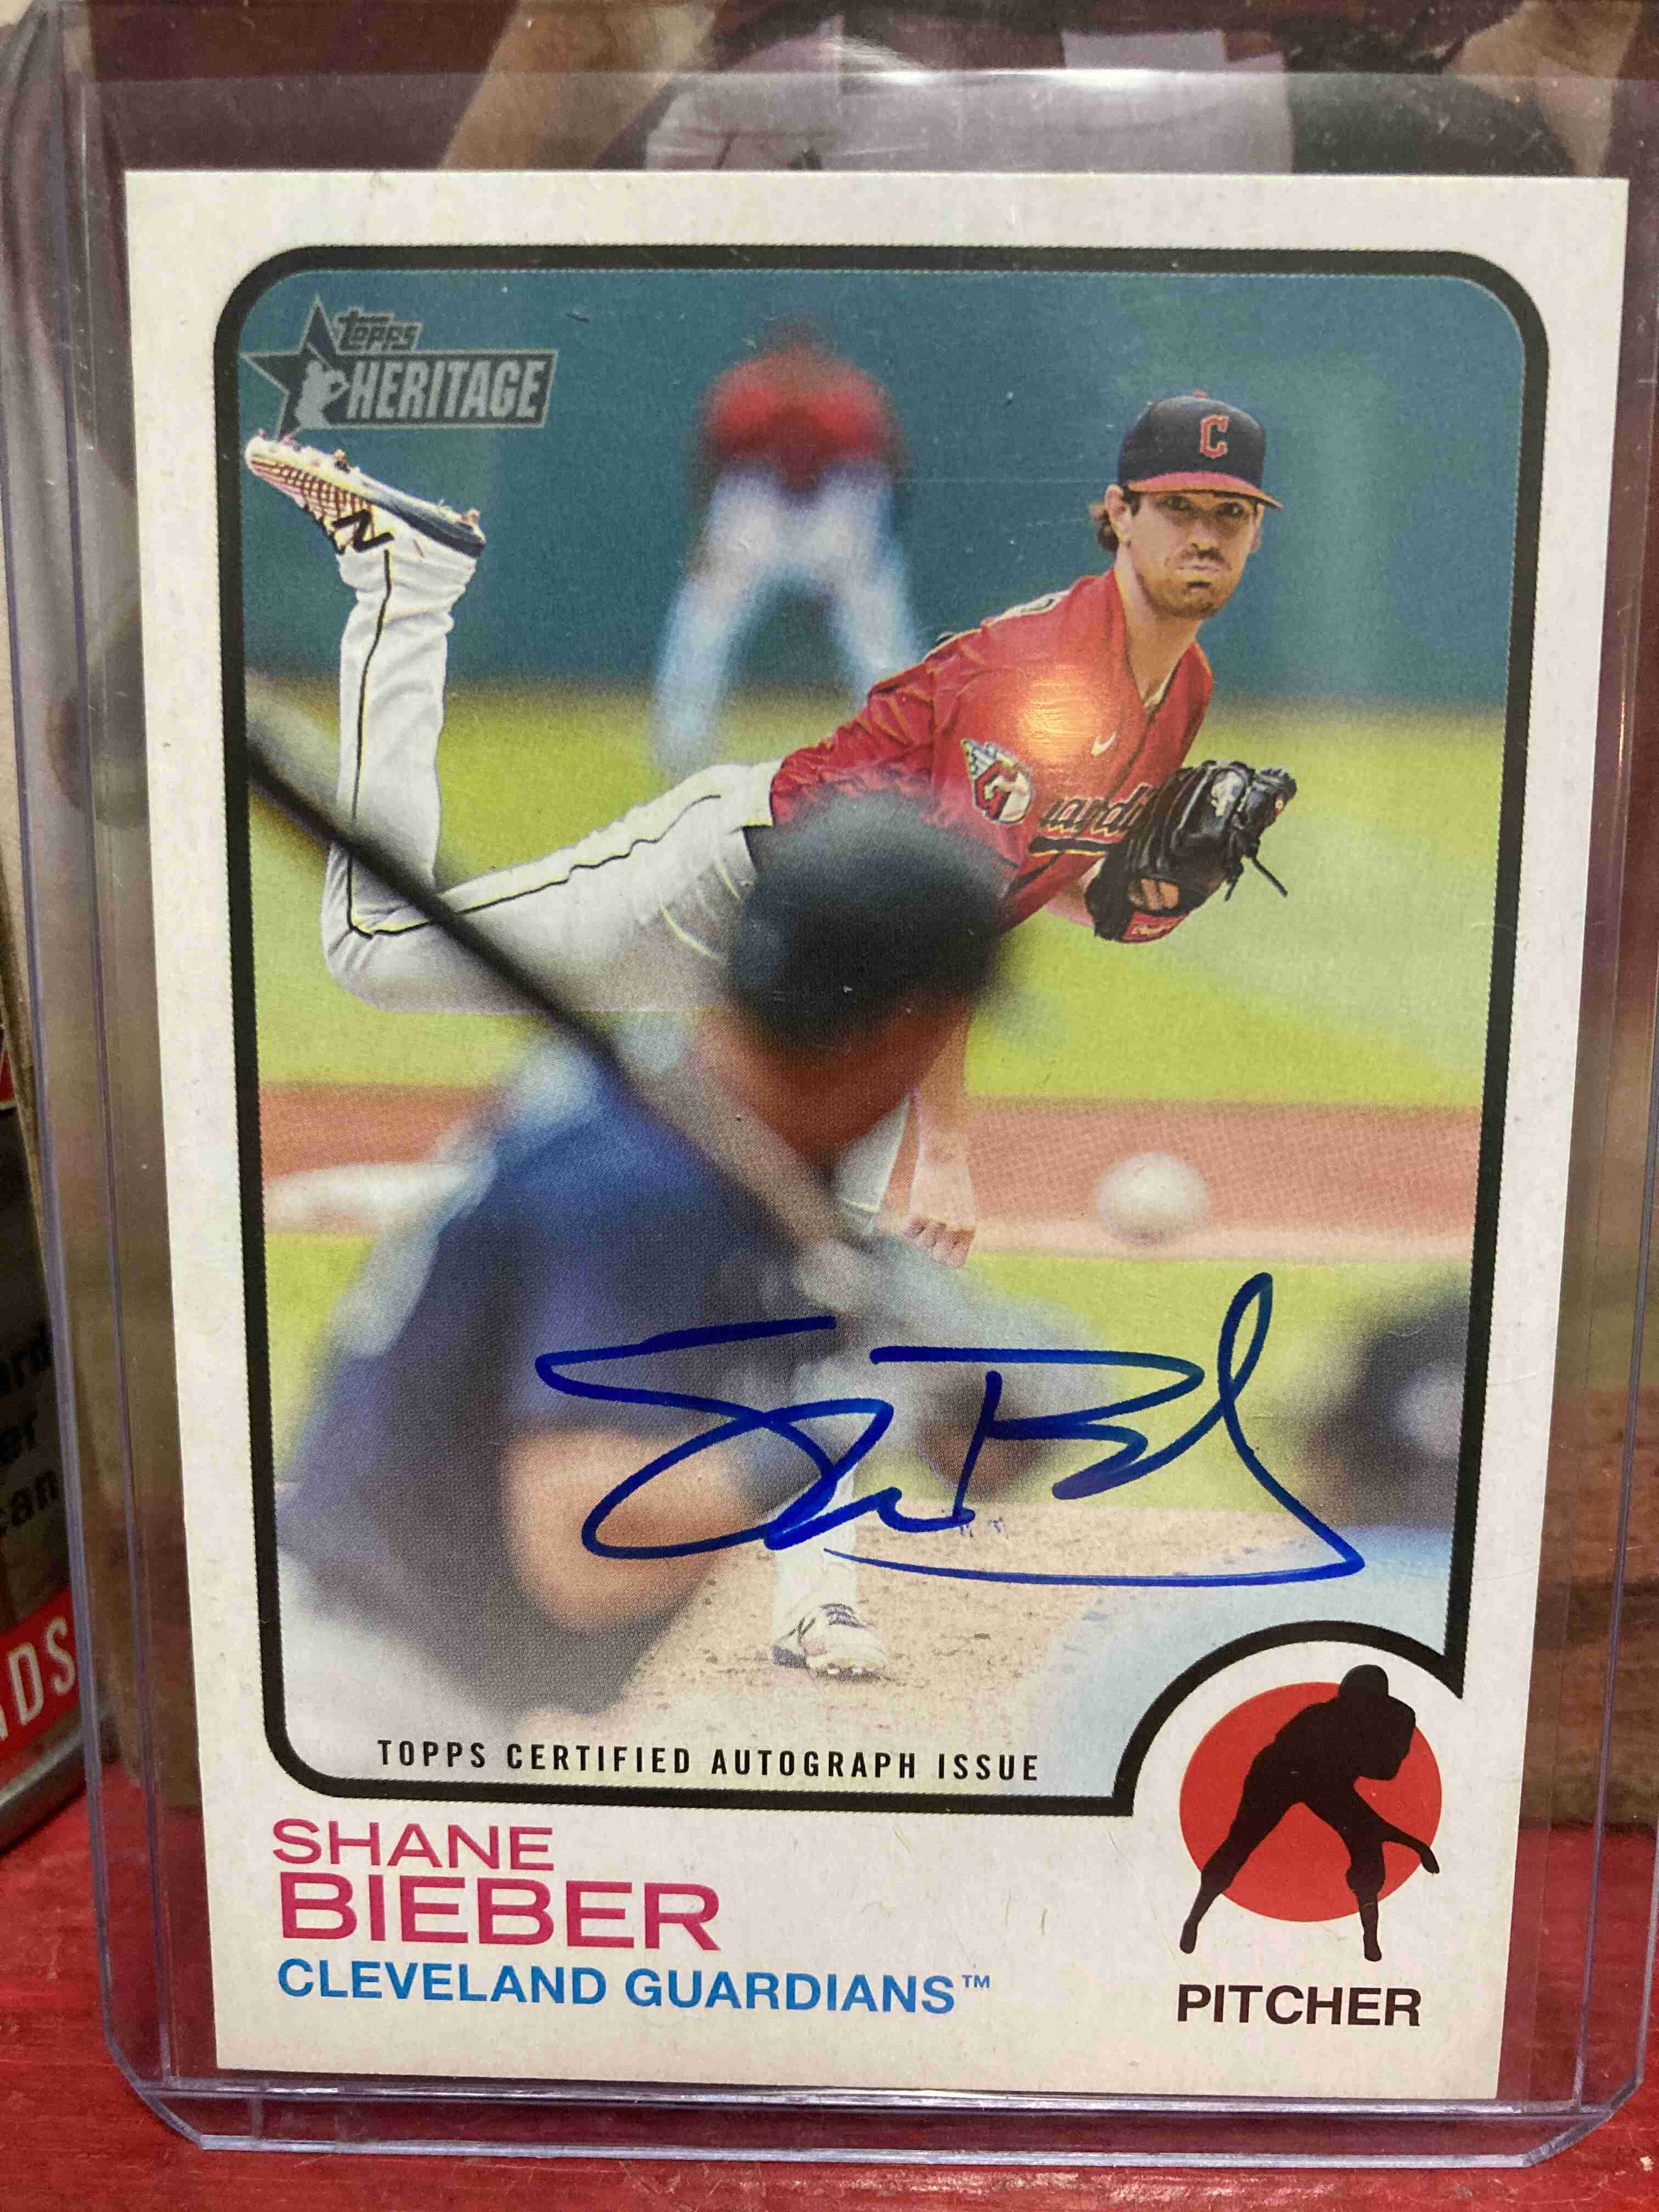 Topps
HERITAGE
C
TOPPS CERTIFIED AUTOGRAPH ISSUE
SHANE
BIEBER
CLEVELAND GUARDIANS™
PITCHER